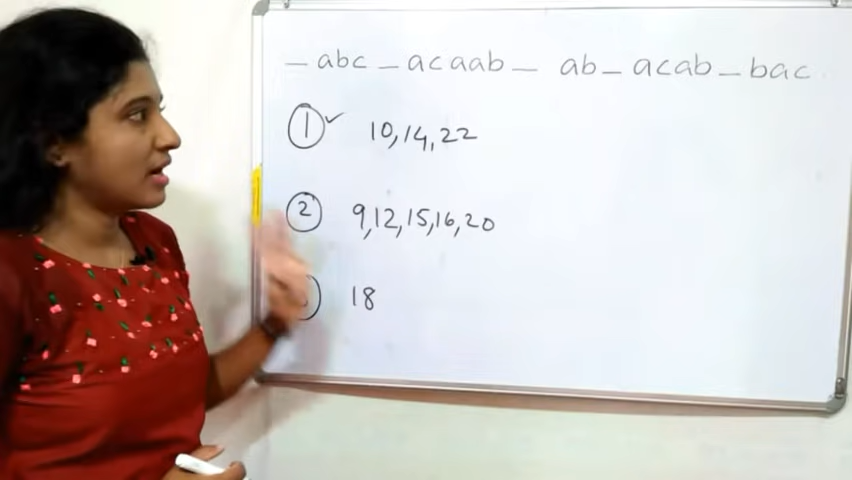 _ abc _ acaab _ ab _ acab _ bac
① ✓ 10, 14, 22
② 9, 12, 15, 16, 20
18